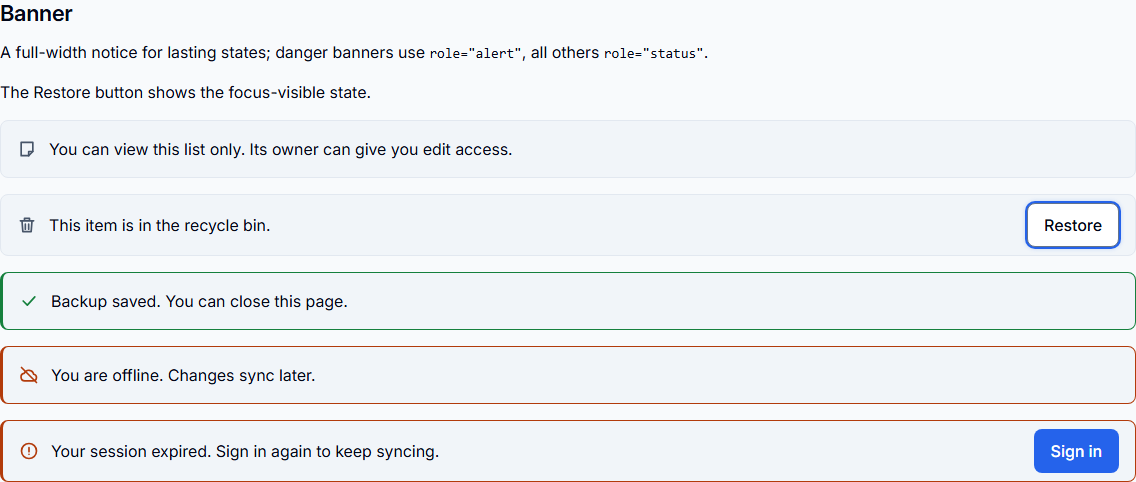 Banner
A full-width notice for lasting states; danger banners use role="alert", all others role="status".
The Restore button shows the focus-visible state.
You can view this list only. Its owner can give you edit access.
This item is in the recycle bin.
Restore
Backup saved. You can close this page.
You are offline. Changes sync later.
Your session expired. Sign in again to keep syncing.
Sign in